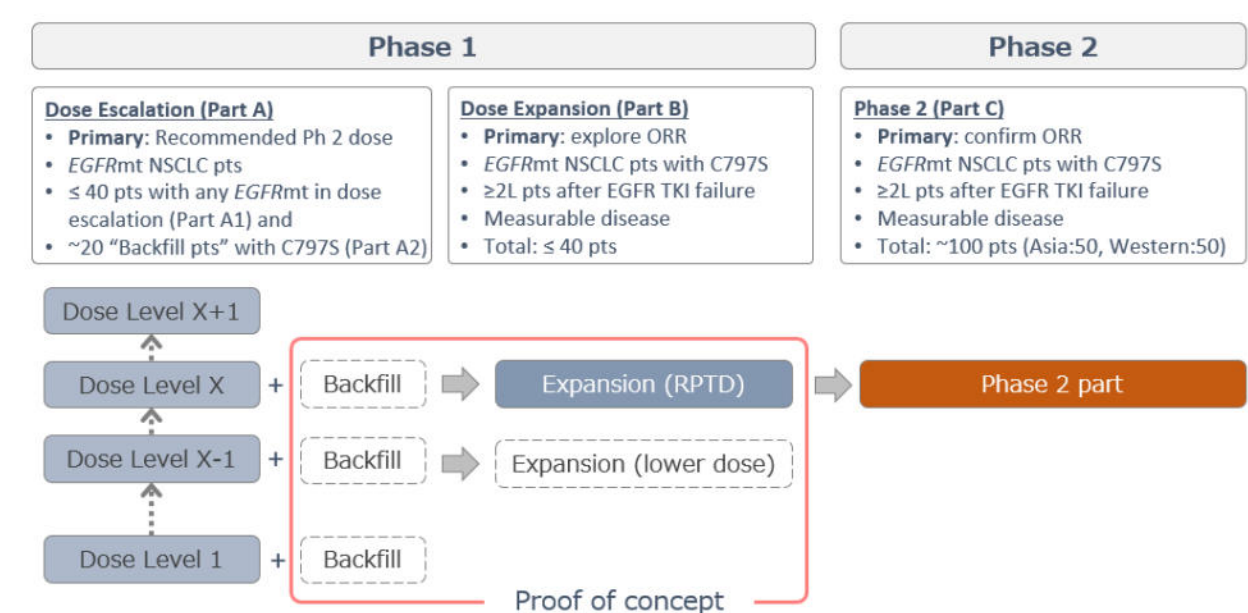 Phase 1
Phase 2
Dose Escalation (Part A)
• Primary: Recommended Ph 2 dose
• EGFRmt NSCLC pts
• ≤ 40 pts with any EGFRmt in dose
escalation (Part A1) and
• ~20 “Backfill pts” with C797S (Part A2)
Dose Expansion (Part B)
• Primary: explore ORR
• EGFRmt NSCLC pts with C797S
• ≥2L pts after EGFR TKI failure
• Measurable disease
• Total: ≤ 40 pts
Phase 2 (Part C)
• Primary: confirm ORR
• EGFRmt NSCLC pts with C797S
• ≥2L pts after EGFR TKI failure
• Measurable disease
• Total: ~100 pts (Asia:50, Western:50)
Dose Level X+1
Dose Level X + Backfill Expansion (RPTD) Phase 2 part
Dose Level X-1 + Backfill Expansion (lower dose)
Dose Level 1 + Backfill
Proof of concept